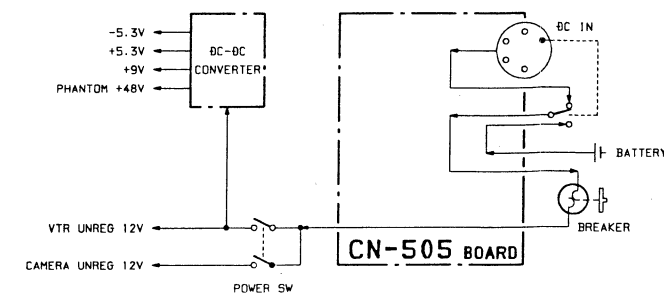 -5.3V
+5.3V
+9V
PHANTOM +48V
DC-DC
CONVERTER
DC IN
BATTERY
BREAKER
VTR UNREG 12V
CAMERA UNREG 12V
POWER SW
CN-505 BOARD